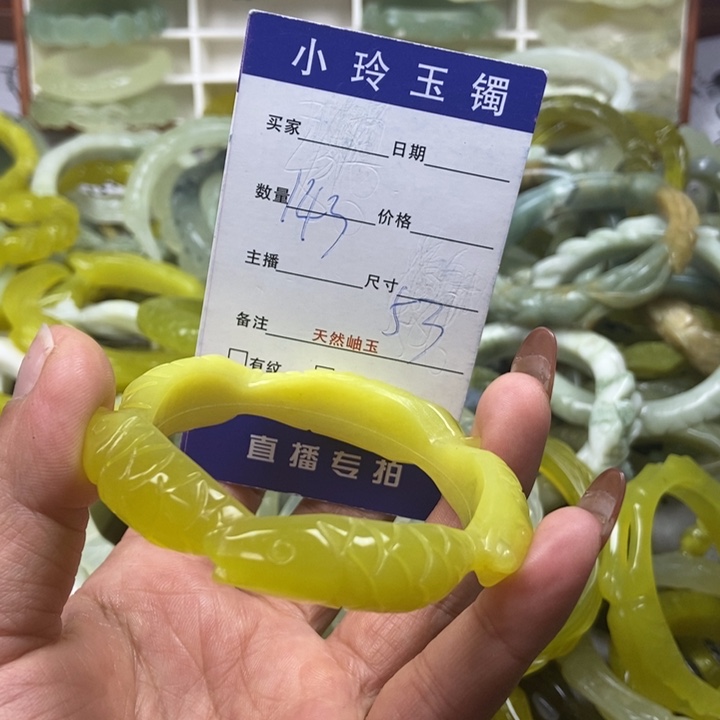 小玲玉镯
买家 日期
数量 143 价格
主播 尺寸 53
备注 天然岫玉
有纹
直播专拍